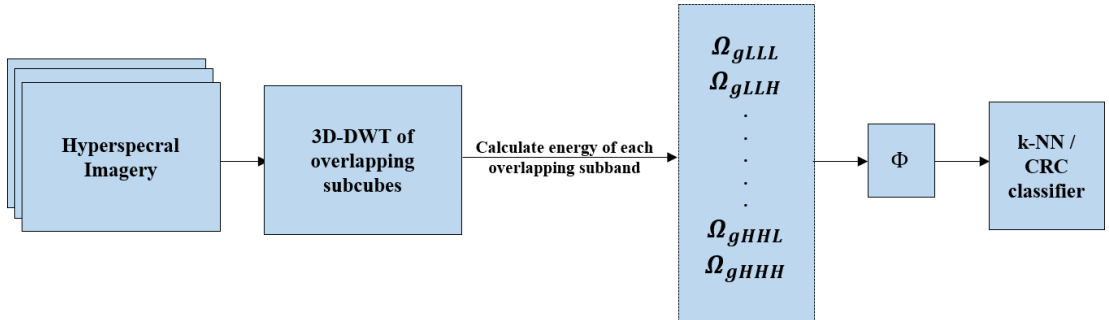 Hyperspecral
Imagery
3D-DWT of
overlapping
subcubes
Calculate energy of each
overlapping subband
Ω_gLLL
Ω_gLLH
.
.
.
.
.
Ω_gHHL
Ω_gHHH
Φ
k-NN /
CRC
classifier